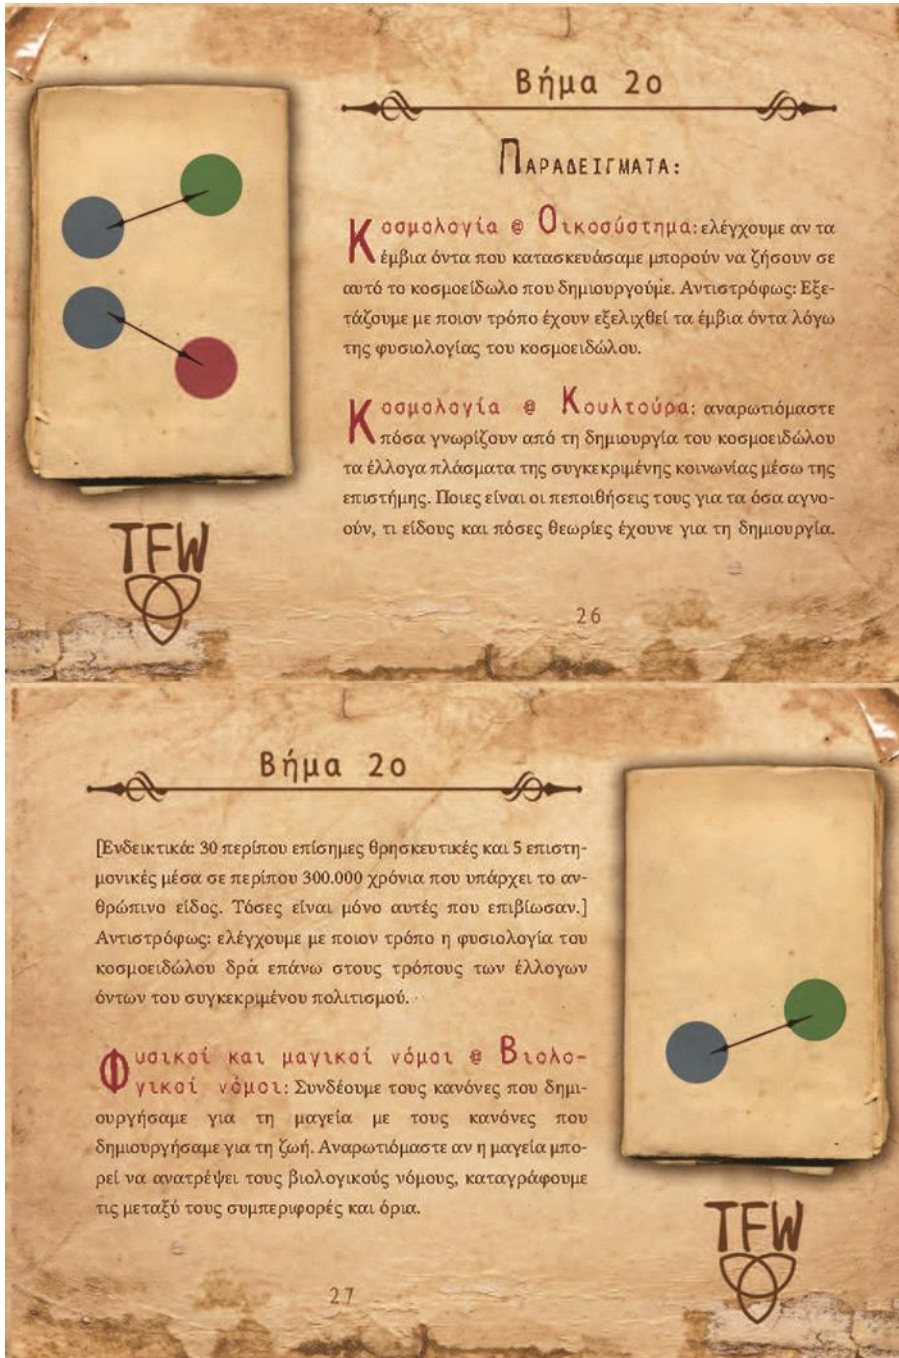 Βήμα 2ο
Παραδείγματα:
Κοσμολογία @ Οικοσύστημα: ελέγχουμε αν τα
έμβια όντα που κατασκευάσαμε μπορούν να ζήσουν σε
αυτό το κοσμοείδωλο που δημιουργούμε. Αντιστρόφως: Εξε-
τάζουμε με ποιον τρόπο έχουν εξελιχθεί τα έμβια όντα λόγω
της φυσιολογίας του κοσμοειδώλου.
Κοσμολογία @ Κουλτούρα: αναρωτιόμαστε
πόσα γνωρίζουν από τη δημιουργία του κοσμοειδώλου
τα έλλογα πλάσματα της συγκεκριμένης κοινωνίας μέσω της
επιστήμης. Ποιες είναι οι πεποιθήσεις τους για τα όσα αγνο-
ούν, τι είδους και πόσες θεωρίες έχουνε για τη δημιουργία.
TFW
26
Βήμα 2ο
[Ενδεικτικά: 30 περίπου επίσημες θρησκευτικές και 5 επιστη-
μονικές μέσα σε περίπου 300.000 χρόνια που υπάρχει το αν-
θρώπινο είδος. Τόσες είναι μόνο αυτές που επιβίωσαν.]
Αντιστρόφως: ελέγχουμε με ποιον τρόπο η φυσιολογία του
κοσμοειδώλου δρα επάνω στους τρόπους των έλλογων
όντων του συγκεκριμένου πολιτισμού.
Φυσικοί και μαγικοί νόμοι @ Βιολο-
γικοί νόμοι: Συνδέουμε τους κανόνες που δημι-
ουργήσαμε για τη μαγεία με τους κανόνες που
δημιουργήσαμε για τη ζωή. Αναρωτιόμαστε αν η μαγεία μπο-
ρεί να ανατρέψει τους βιολογικούς νόμους, καταγράφουμε
τις μεταξύ τους συμπεριφορές και όρια.
TFW
27